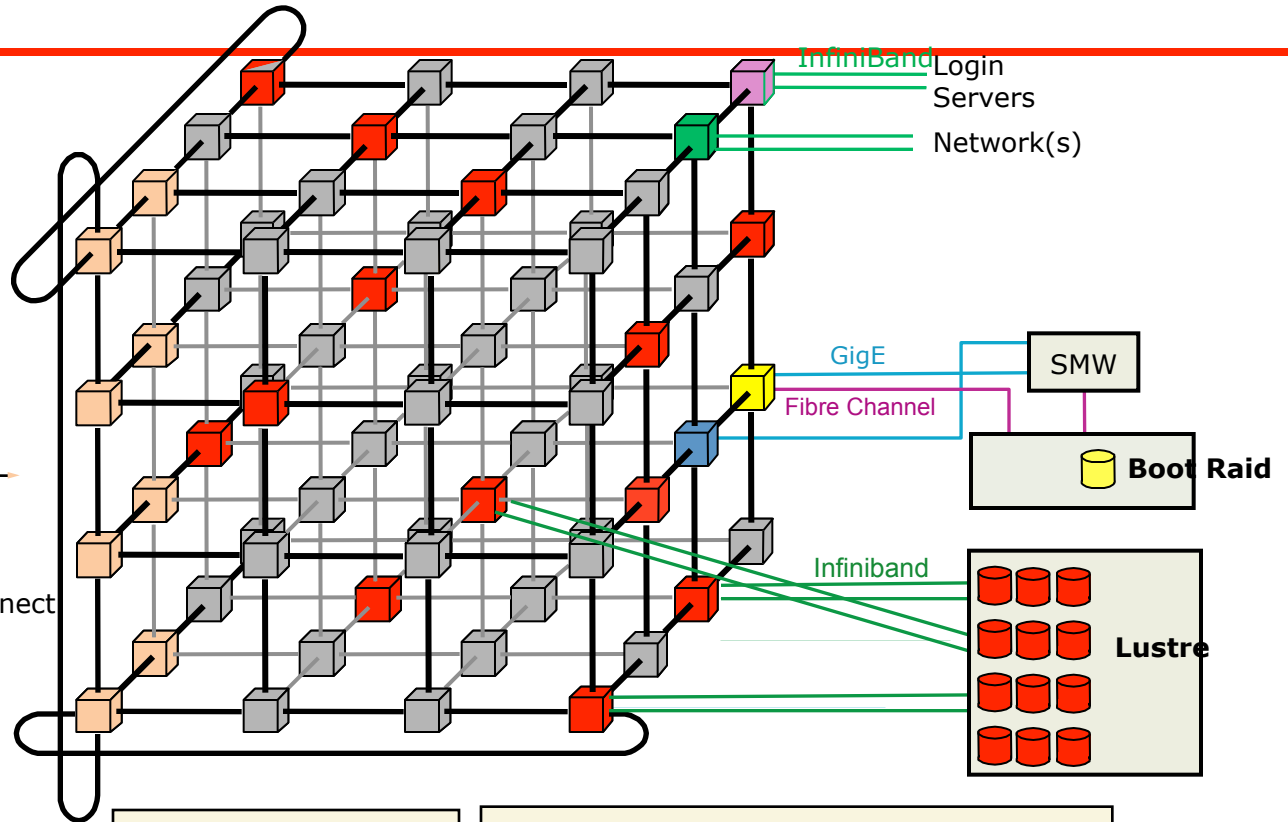 InfiniBand
Login
Servers
Network(s)
GigE
SMW
Fibre Channel
Boot Raid
Infiniband
nect
Lustre